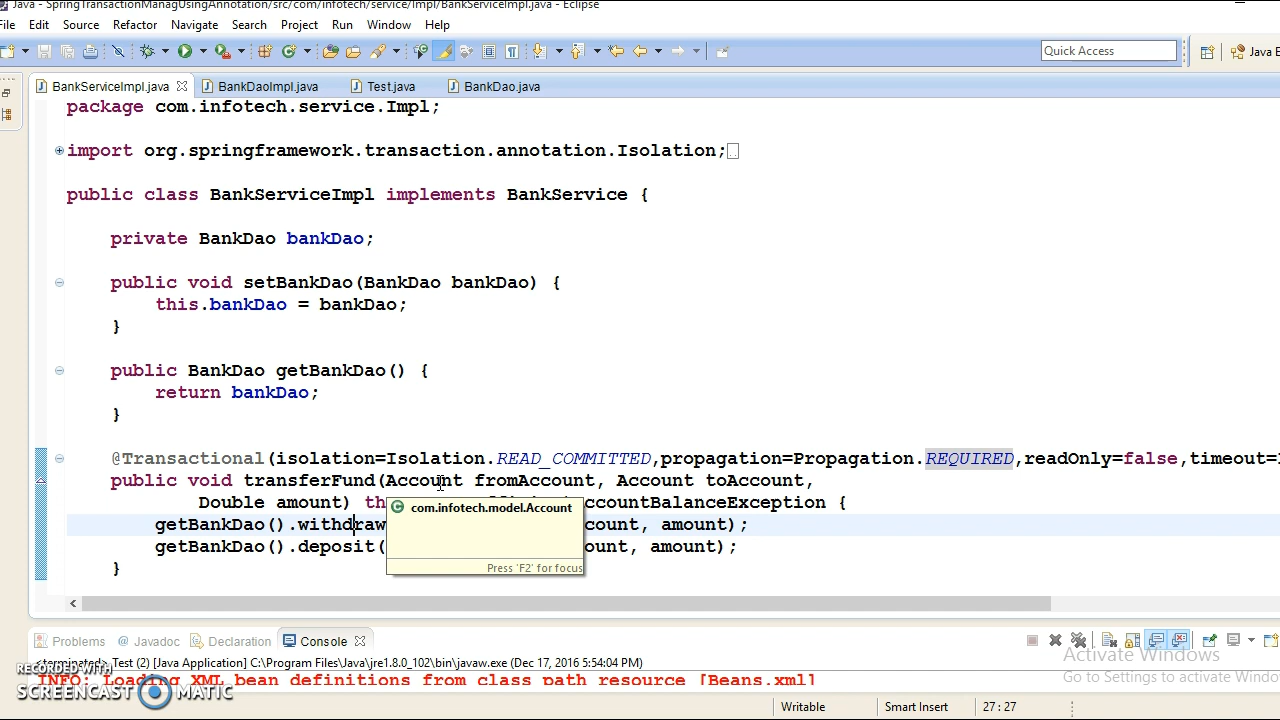 Java - SpringTransactionManagUsingAnnotation/src/com/infotech/service/Impl/BankServiceImpl.java - Eclipse
File Edit Source Refactor Navigate Search Project Run Window Help
Quick Access
Java E
BankServiceImpl.java BankDaoImpl.java Test.java BankDao.java
package com.infotech.service.Impl;
import org.springframework.transaction.annotation.Isolation;
public class BankServiceImpl implements BankService {
private BankDao bankDao;
public void setBankDao(BankDao bankDao) {
this.bankDao = bankDao;
}
public BankDao getBankDao() {
return bankDao;
}
@Transactional(isolation=Isolation.READ_COMMITTED,propagation=Propagation.REQUIRED,readOnly=false,timeout=
public void transferFund(Account fromAccount, Account toAccount,
Double amount) th AccountBalanceException {
com.infotech.model.Account
getBankDao().withdraw count, amount);
getBankDao().deposit( ount, amount);
Press 'F2' for focus
}
Problems @ Javadoc Declaration Console
Test (2) [Java Application] C:\Program Files\Java\jre1.8.0_102\bin\javaw.exe (Dec 17, 2016 5:54:04 PM)
INFO: Loading XML bean definitions from class path resource [Beans.xml]
RECORDED WITH
SCREENCAST MATIC
Activate Windows
Go to Settings to activate Windo
Writable Smart Insert 27 : 27